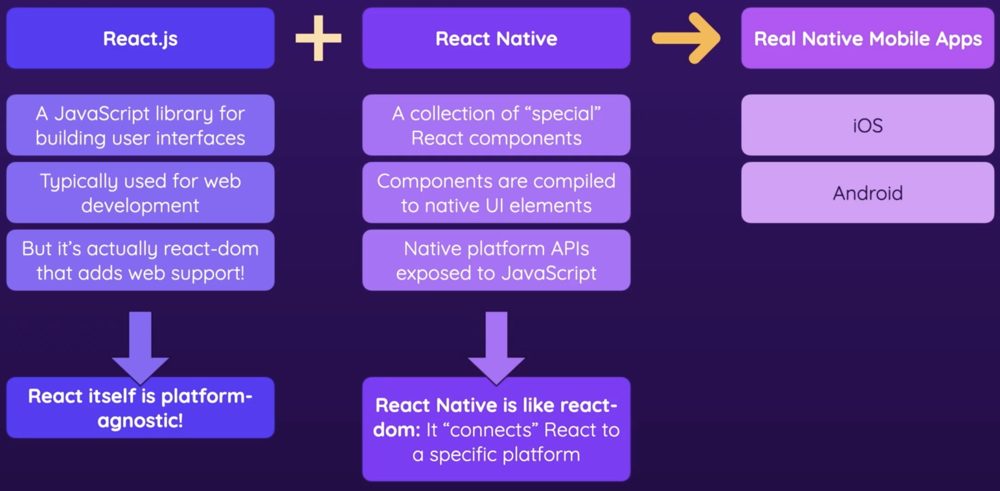 React.js
React Native
Real Native Mobile Apps
A JavaScript library for
building user interfaces
Typically used for web
development
But it’s actually react-dom
that adds web support!
React itself is platform-
agnostic!
A collection of “special”
React components
Components are compiled
to native UI elements
Native platform APIs
exposed to JavaScript
React Native is like react-
dom: It “connects” React to
a specific platform
iOS
Android